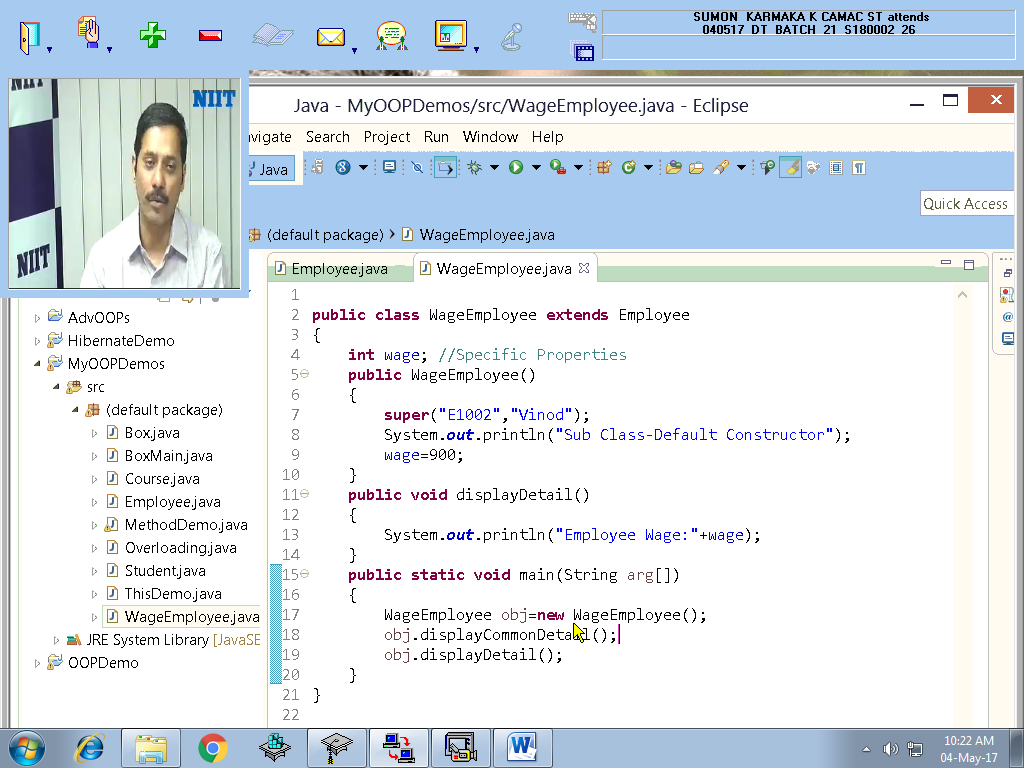 SUMON KARMAKA K CAMAC ST attends
040517_DT_BATCH_21_S180002_26
NIIT
NIIT
Java - MyOOPDemos/src/WageEmployee.java - Eclipse
avigate Search Project Run Window Help
Java
Quick Access
(default package) WageEmployee.java
Employee.java
WageEmployee.java
AdvOOPs
HibernateDemo
MyOOPDemos
src
(default package)
Box.java
BoxMain.java
Course.java
Employee.java
MethodDemo.java
Overloading.java
Student.java
ThisDemo.java
WageEmployee.java
JRE System Library [JavaSE
OOPDemo
1
2 public class WageEmployee extends Employee
3 {
4 int wage; //Specific Properties
5 public WageEmployee()
6 {
7 super("E1002","Vinod");
8 System.out.println("Sub Class-Default Constructor");
9 wage=900;
10 }
11 public void displayDetail()
12 {
13 System.out.println("Employee Wage:"+wage);
14 }
15 public static void main(String arg[])
16 {
17 WageEmployee obj=new WageEmployee();
18 obj.displayCommonDetail();
19 obj.displayDetail();
20 }
21 }
22
10:22 AM
04-May-17